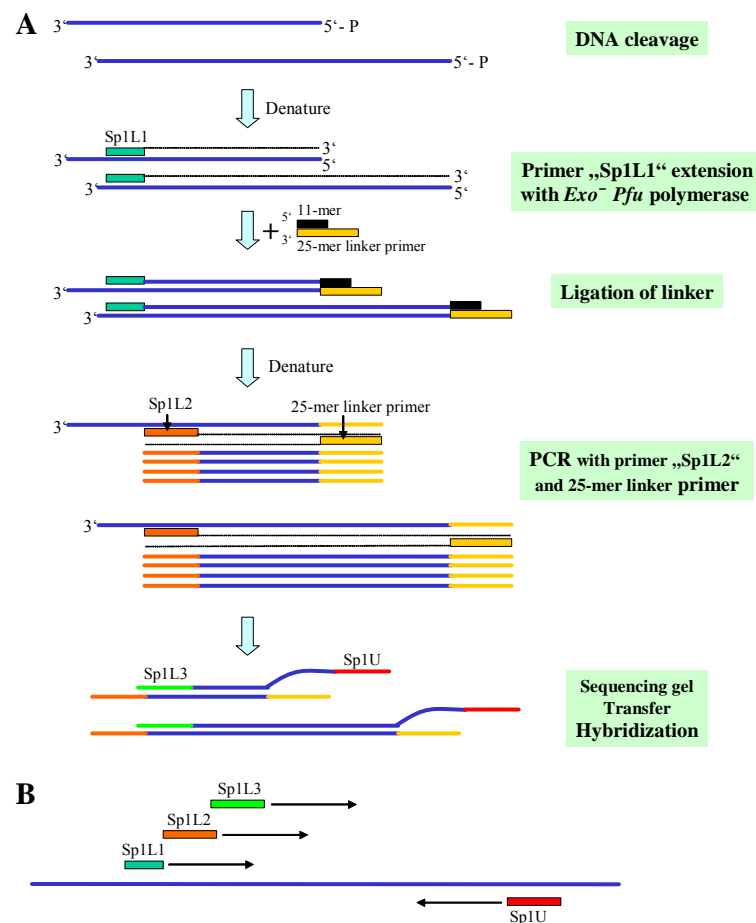 A
3‘ 5‘- P
DNA cleavage
3‘ 5‘- P
Denature
Sp1L1
3‘
3‘ 5‘
3‘
3‘ 5‘
Primer „Sp1L1“ extension
with Exo⁻ Pfu polymerase
+
5‘ 11-mer
3‘ 25-mer linker primer
3‘
3‘
Ligation of linker
Denature
Sp1L2
25-mer linker primer
3‘
PCR with primer „Sp1L2“
and 25-mer linker primer
3‘
Sp1L3 Sp1U
Sequencing gel
Transfer
Hybridization
B
Sp1L3
Sp1L2
Sp1L1
Sp1U